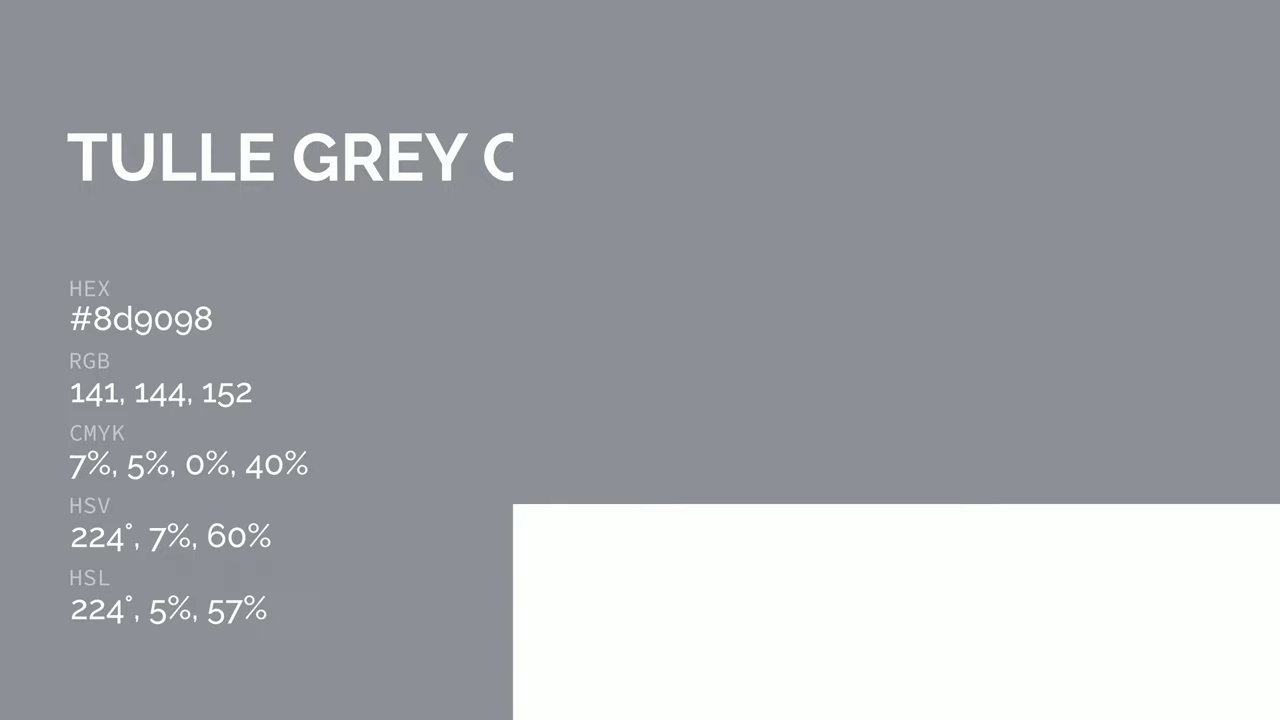 TULLE GREY
HEX
#8d9098
RGB
141, 144, 152
CMYK
7%, 5%, 0%, 40%
HSV
224°, 7%, 60%
HSL
224°, 5%, 57%